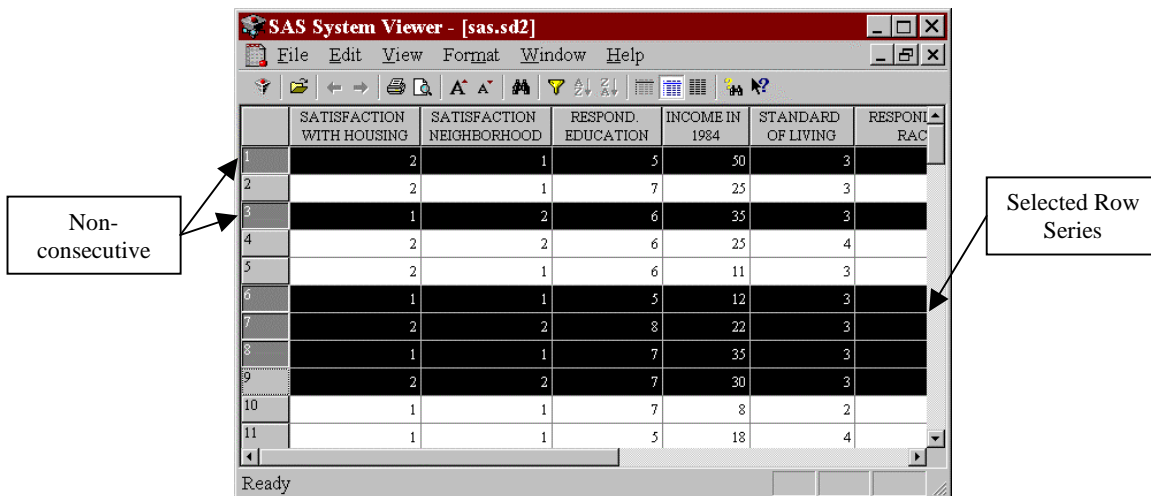 SAS System Viewer - [sas.sd2]
File Edit View Format Window Help
SATISFACTION WITH HOUSING SATISFACTION NEIGHBORHOOD RESPOND. EDUCATION INCOME IN 1984 STANDARD OF LIVING RESPOND RAC
1 2 1 5 50 3
2 2 1 7 25 3
3 1 2 6 35 3
4 2 2 6 25 4
5 2 1 6 11 3
6 1 1 5 12 3
7 2 2 8 22 3
8 1 1 7 35 3
9 2 2 7 30 3
10 1 1 7 8 2
11 1 1 5 18 4
Ready
Non-
consecutive
Selected Row
Series